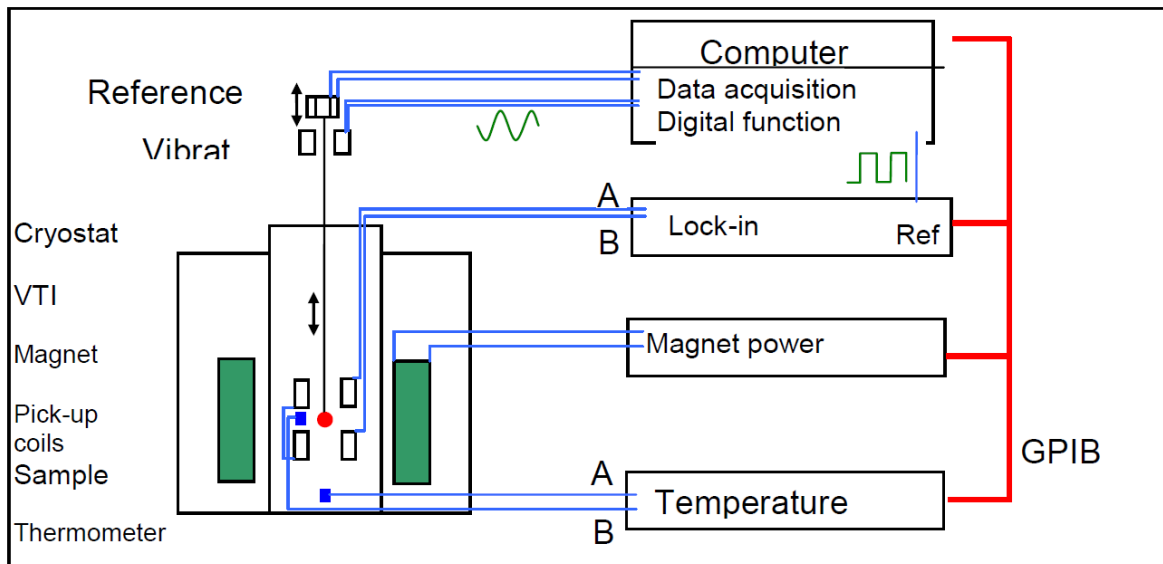 Computer
Reference
Data acquisition
Digital function
Vibrat
A
B
Lock-in
Ref
Cryostat
VTI
Magnet power
Magnet
Pick-up
coils
GPIB
Sample
A
Temperature
B
Thermometer